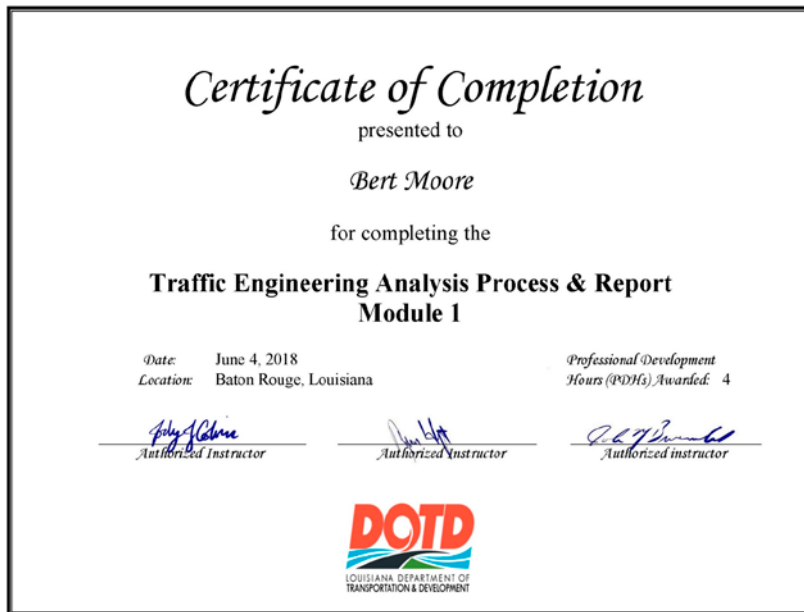 Certificate of Completion
presented to
Bert Moore
for completing the
Traffic Engineering Analysis Process & Report
Module 1
Date: June 4, 2018
Location: Baton Rouge, Louisiana
Professional Development
Hours (PDHs) Awarded: 4
Authorized Instructor
Authorized Instructor
Authorized instructor
DOTD
LOUISIANA DEPARTMENT OF
TRANSPORTATION & DEVELOPMENT